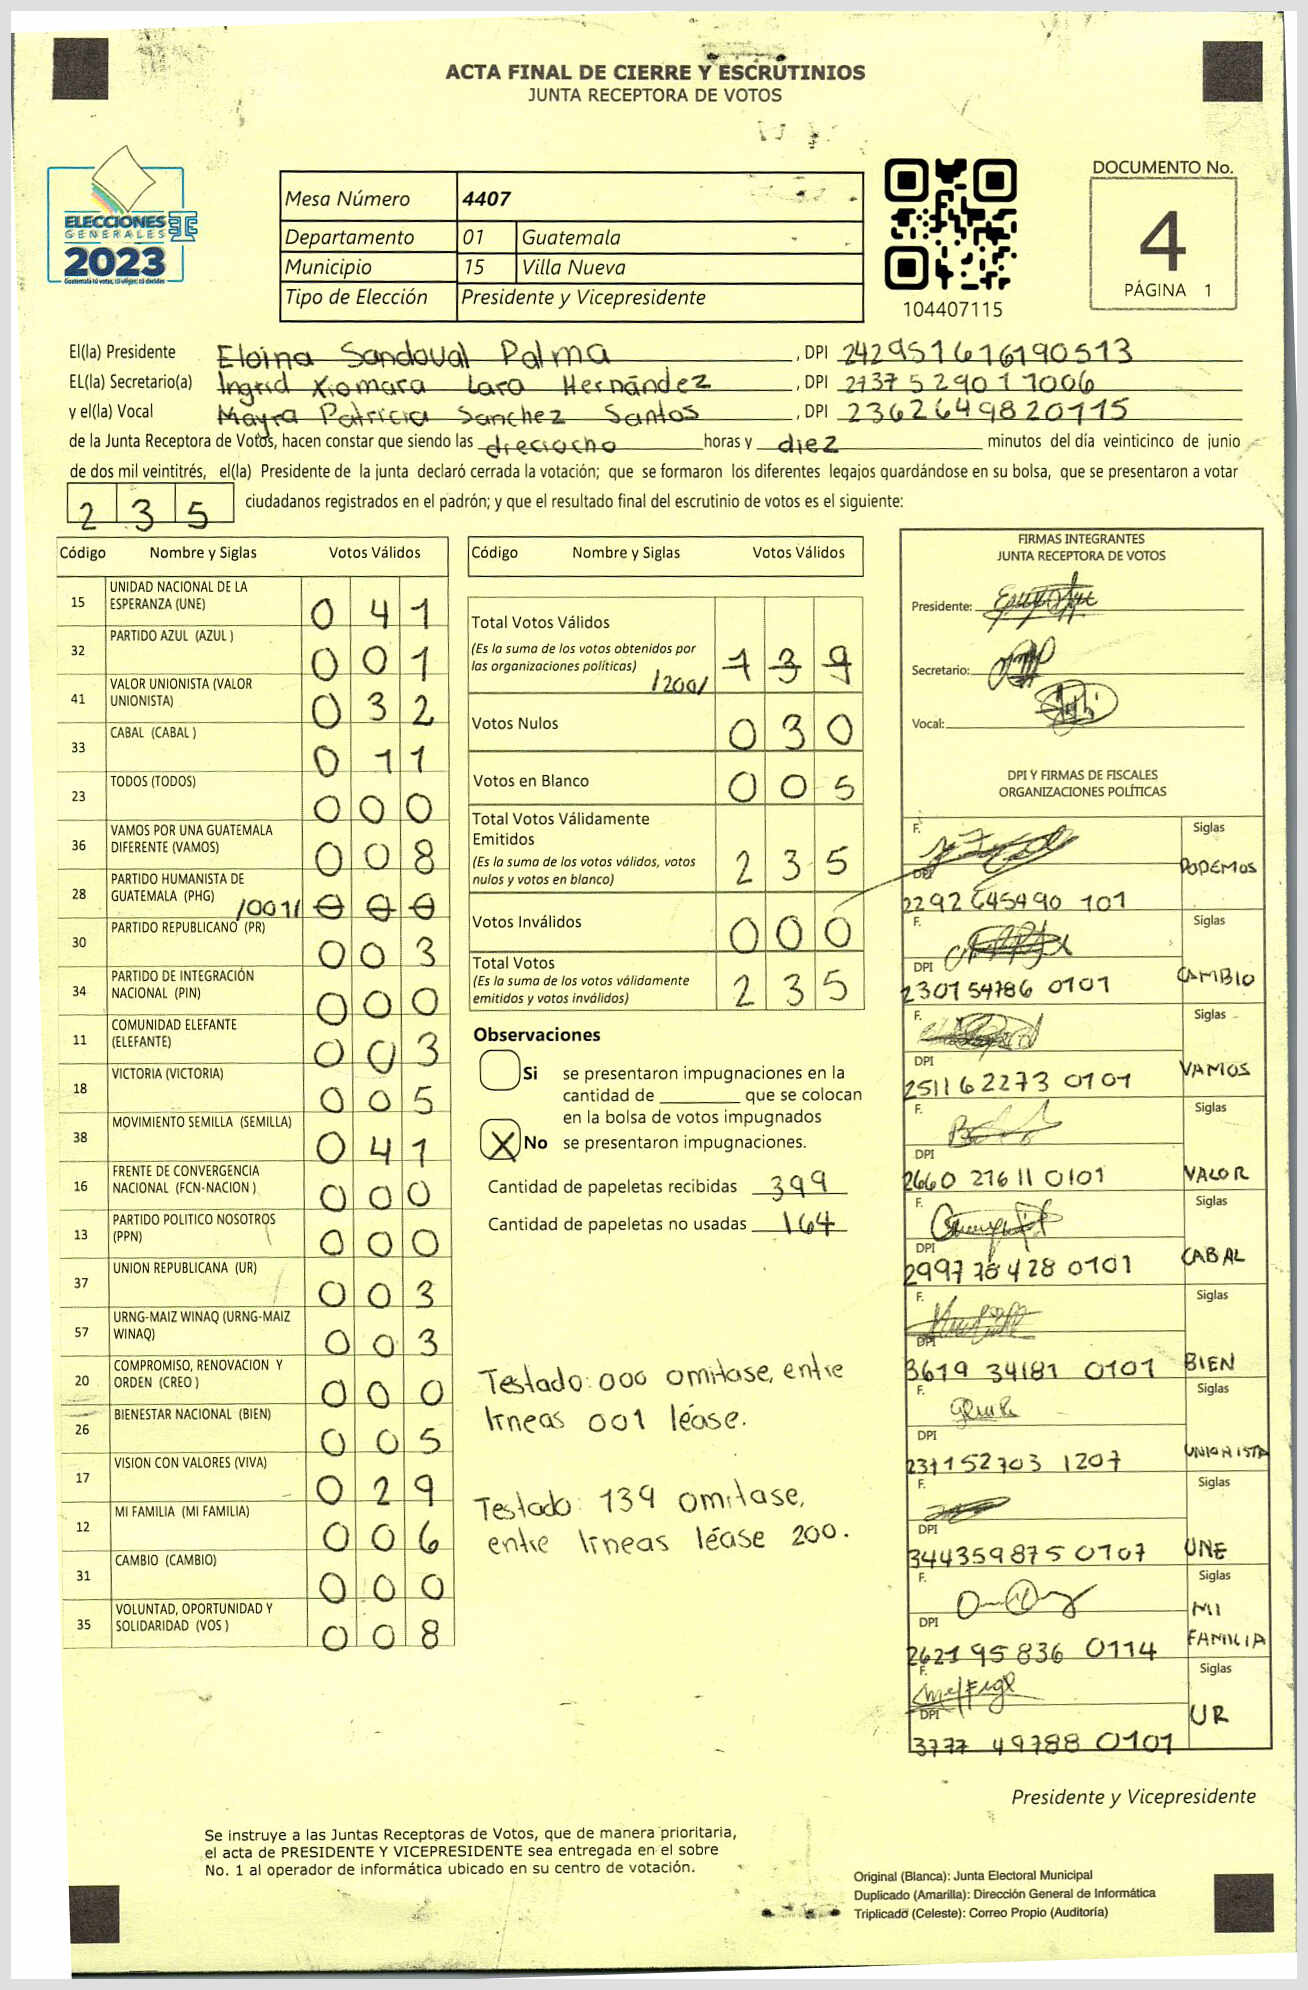 ACTA FINAL DE CIERRE Y ESCRUTINIOS
JUNTA RECEPTORA DE VOTOS
ELECCIONES
GENERALES
2023
Guatemala tú votas, tú eliges, tú decides
TE
Mesa Número 4407
Departamento 01 Guatemala
Municipio 15 Villa Nueva
Tipo de Elección Presidente y Vicepresidente
104407115
DOCUMENTO No.
4
PÁGINA 1
El(la) Presidente Eloina Sandoval Palma , DPI 2429516161190513
EL(la) Secretario(a) Ingrid Xiomara Lara Hernández , DPI 2737529011006
y el(la) Vocal Mayra Patricia Sanchez Santos , DPI 2362649820115
de la Junta Receptora de Votos, hacen constar que siendo las dieciocho horas y diez minutos del día veinticinco de junio
de dos mil veintitrés, el(la) Presidente de la junta declaró cerrada la votación; que se formaron los diferentes legajos guardándose en su bolsa, que se presentaron a votar
2 3 5 ciudadanos registrados en el padrón; y que el resultado final del escrutinio de votos es el siguiente:
Código Nombre y Siglas Votos Válidos
15 UNIDAD NACIONAL DE LA
ESPERANZA (UNE) 0 4 1
32 PARTIDO AZUL (AZUL ) 0 0 1
41 VALOR UNIONISTA (VALOR
UNIONISTA) 0 3 2
33 CABAL (CABAL ) 0 1 1
23 TODOS (TODOS) 0 0 0
36 VAMOS POR UNA GUATEMALA
DIFERENTE (VAMOS) 0 0 8
28 PARTIDO HUMANISTA DE
GUATEMALA (PHG) /001/ 0 0 0
30 PARTIDO REPUBLICANO (PR) 0 0 3
34 PARTIDO DE INTEGRACIÓN
NACIONAL (PIN) 0 0 0
11 COMUNIDAD ELEFANTE
(ELEFANTE) 0 0 3
18 VICTORIA (VICTORIA) 0 0 5
38 MOVIMIENTO SEMILLA (SEMILLA) 0 4 1
16 FRENTE DE CONVERGENCIA
NACIONAL (FCN-NACION ) 0 0 0
13 PARTIDO POLITICO NOSOTROS
(PPN) 0 0 0
37 UNION REPUBLICANA (UR) 0 0 3
57 URNG-MAIZ WINAQ (URNG-MAIZ
WINAQ) 0 0 3
20 COMPROMISO, RENOVACION Y
ORDEN (CREO ) 0 0 0
26 BIENESTAR NACIONAL (BIEN) 0 0 5
17 VISION CON VALORES (VIVA) 0 2 9
12 MI FAMILIA (MI FAMILIA) 0 0 6
31 CAMBIO (CAMBIO) 0 0 0
35 VOLUNTAD, OPORTUNIDAD Y
SOLIDARIDAD (VOS ) 0 0 8
Código Nombre y Siglas Votos Válidos
Total Votos Válidos
(Es la suma de los votos obtenidos por
las organizaciones políticas) /200/ 1 3 9
Votos Nulos 0 3 0
Votos en Blanco 0 0 5
Total Votos Válidamente
Emitidos
(Es la suma de los votos válidos, votos
nulos y votos en blanco) 2 3 5
Votos Inválidos 0 0 0
Total Votos
(Es la suma de los votos válidamente
emitidos y votos inválidos) 2 3 5
Observaciones
Si se presentaron impugnaciones en la
cantidad de ________ que se colocan
en la bolsa de votos impugnados
X No se presentaron impugnaciones.
Cantidad de papeletas recibidas 399
Cantidad de papeletas no usadas 164
Testado: 000 omitase, entre
lineas 001 léase.
Testado: 139 omitase,
entre lineas léase 200.
FIRMAS INTEGRANTES
JUNTA RECEPTORA DE VOTOS
Presidente:
Secretario:
Vocal:
DPI Y FIRMAS DE FISCALES
ORGANIZACIONES POLÍTICAS
F. Siglas
DPI PODEMOS
2292645490 101
F. Siglas
DPI CAMBIO
230154786 0101
F. Siglas
DPI VAMOS
251162273 0101
F. Siglas
DPI VALOR
2660 27611 0101
F. Siglas
DPI CABAL
2997 78428 0101
F. Siglas
DPI BIEN
3619 34181 0101
F. Siglas
DPI UNIONISTA
237152703 1207
F. Siglas
DPI UNE
344359875 0107
F. Siglas
DPI MI
FAMILIA
2621 95836 0114
F. Siglas
DPI UR
3777 49788 0101
Presidente y Vicepresidente
Se instruye a las Juntas Receptoras de Votos, que de manera prioritaria,
el acta de PRESIDENTE Y VICEPRESIDENTE sea entregada en el sobre
No. 1 al operador de informática ubicado en su centro de votación.
Original (Blanca): Junta Electoral Municipal
Duplicado (Amarilla): Dirección General de Informática
Triplicado (Celeste): Correo Propio (Auditoría)